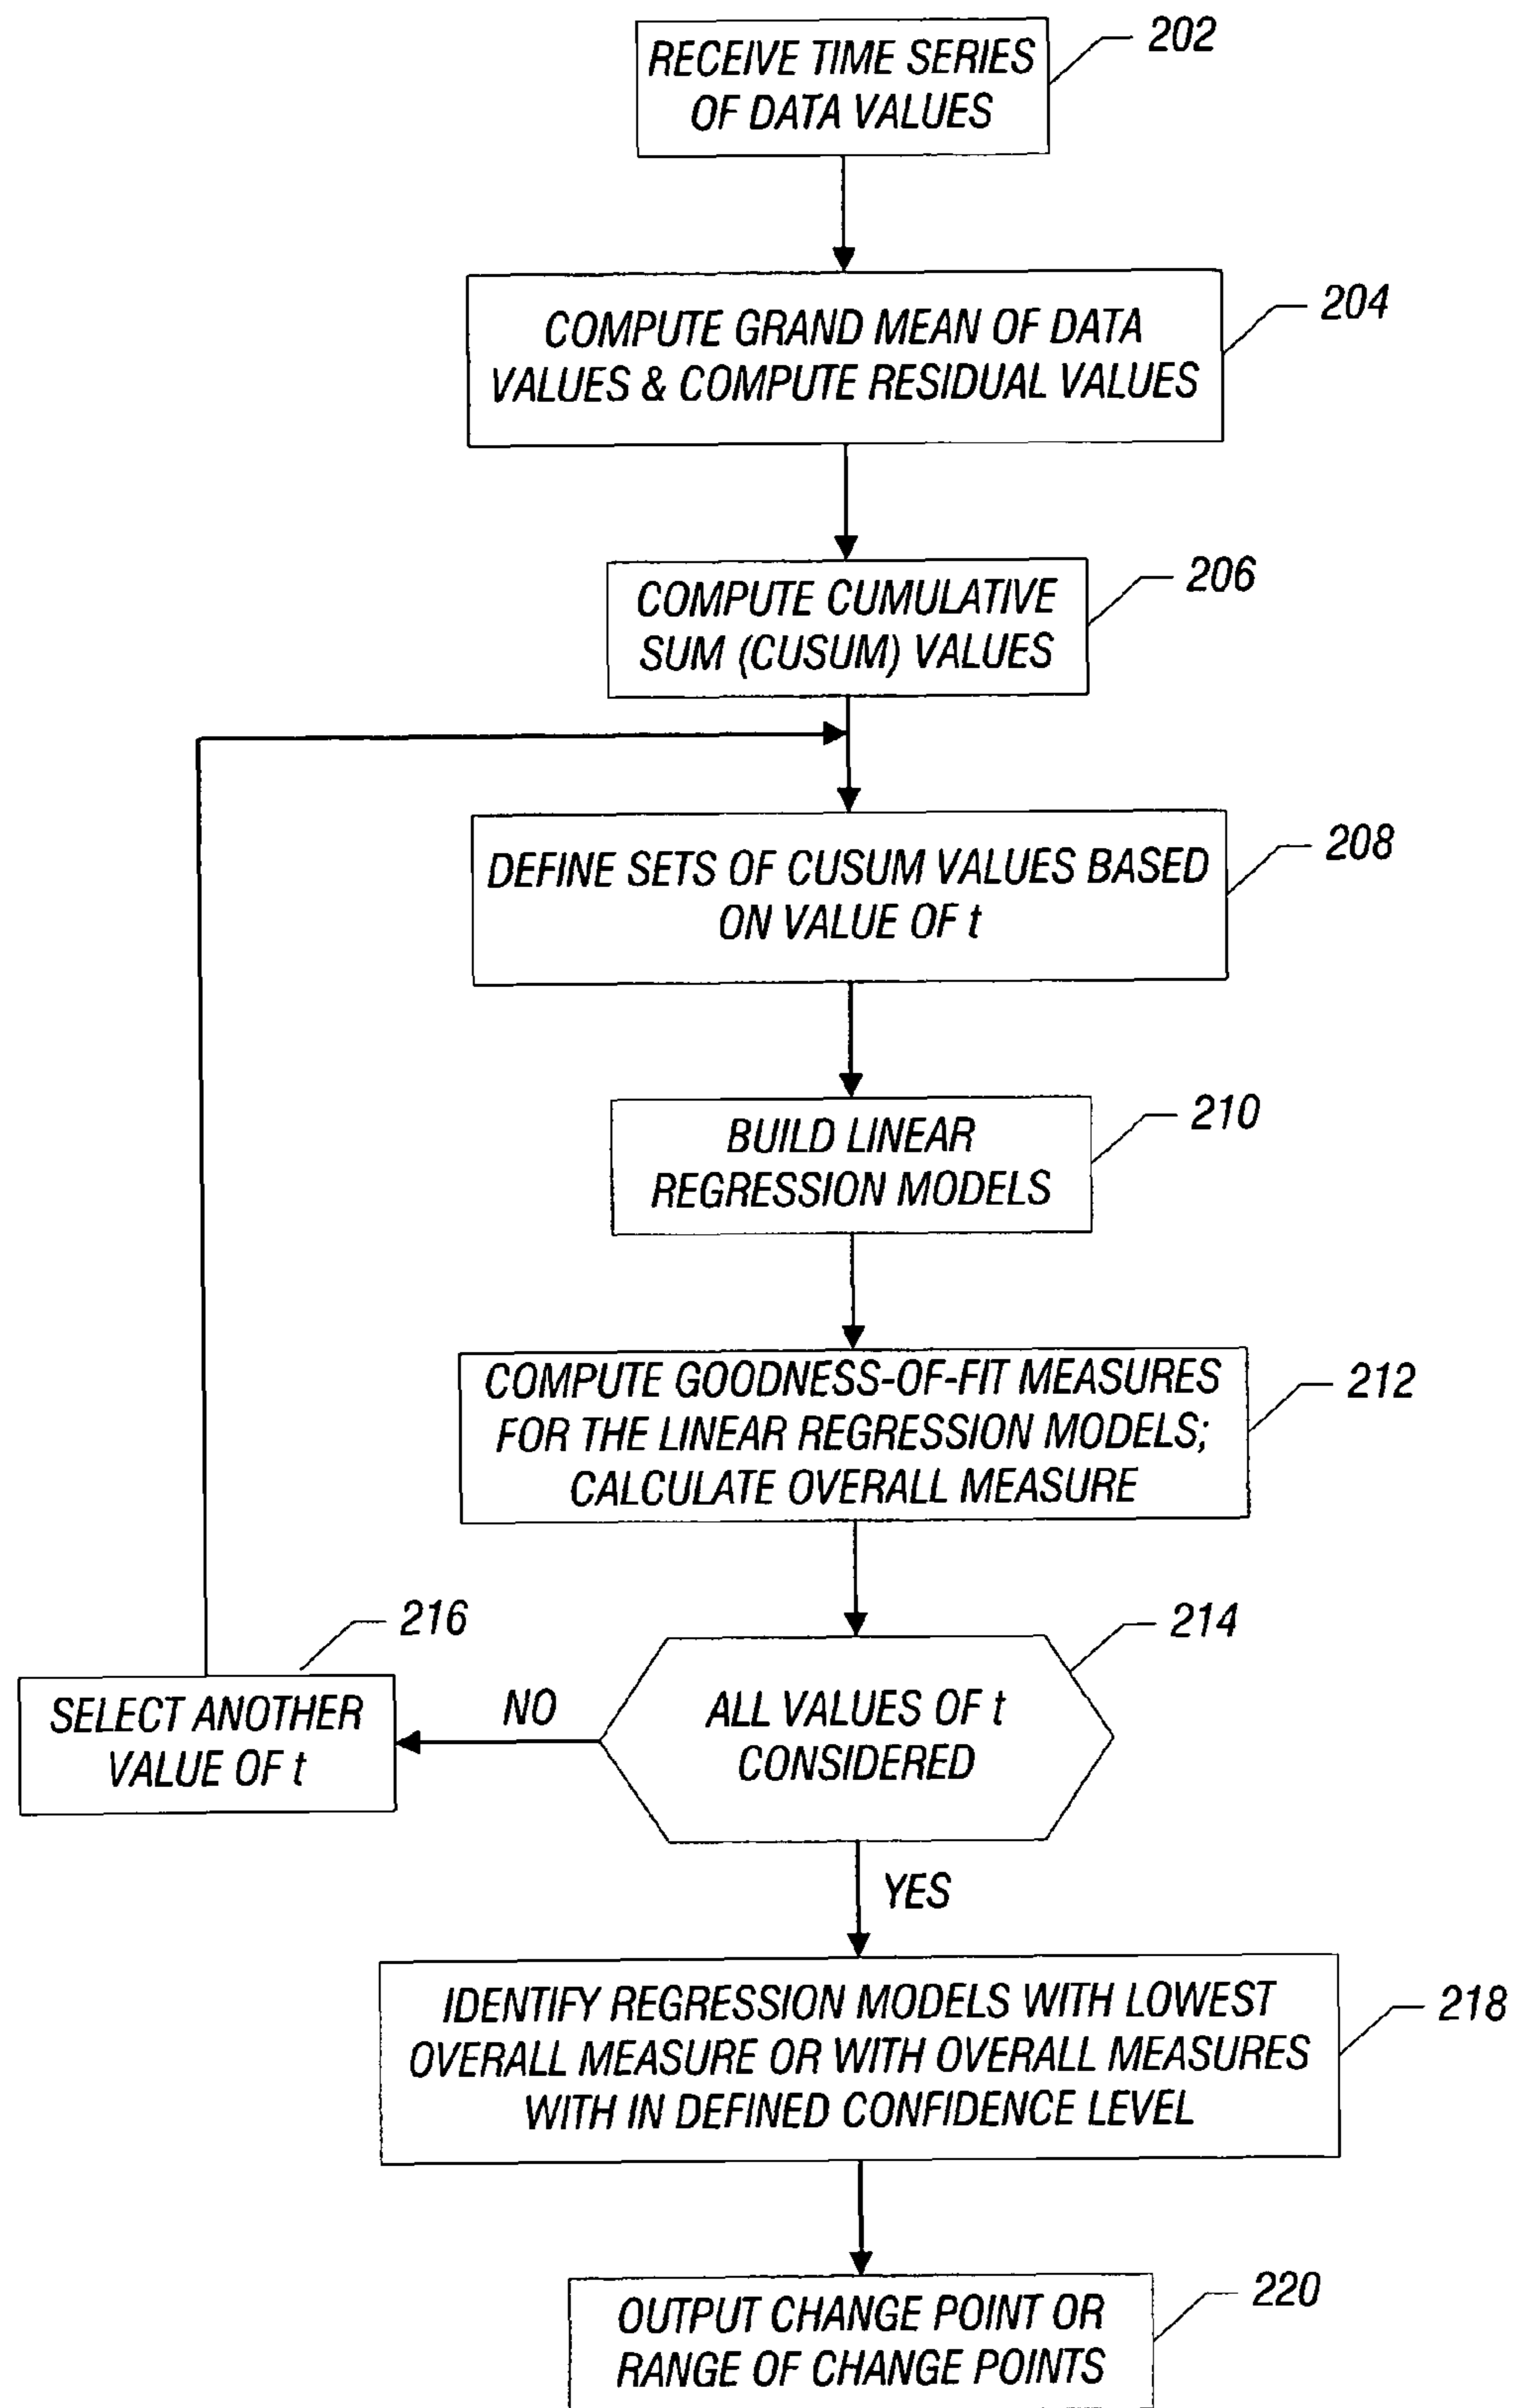 RECEIVE TIME SERIES
OF DATA VALUES
202
COMPUTE GRAND MEAN OF DATA
VALUES & COMPUTE RESIDUAL VALUES
204
COMPUTE CUMULATIVE
SUM (CUSUM) VALUES
206
DEFINE SETS OF CUSUM VALUES BASED
ON VALUE OF t
208
BUILD LINEAR
REGRESSION MODELS
210
COMPUTE GOODNESS-OF-FIT MEASURES
FOR THE LINEAR REGRESSION MODELS;
CALCULATE OVERALL MEASURE
212
ALL VALUES OF t
CONSIDERED
214
NO
SELECT ANOTHER
VALUE OF t
216
YES
IDENTIFY REGRESSION MODELS WITH LOWEST
OVERALL MEASURE OR WITH OVERALL MEASURES
WITH IN DEFINED CONFIDENCE LEVEL
218
OUTPUT CHANGE POINT OR
RANGE OF CHANGE POINTS
220